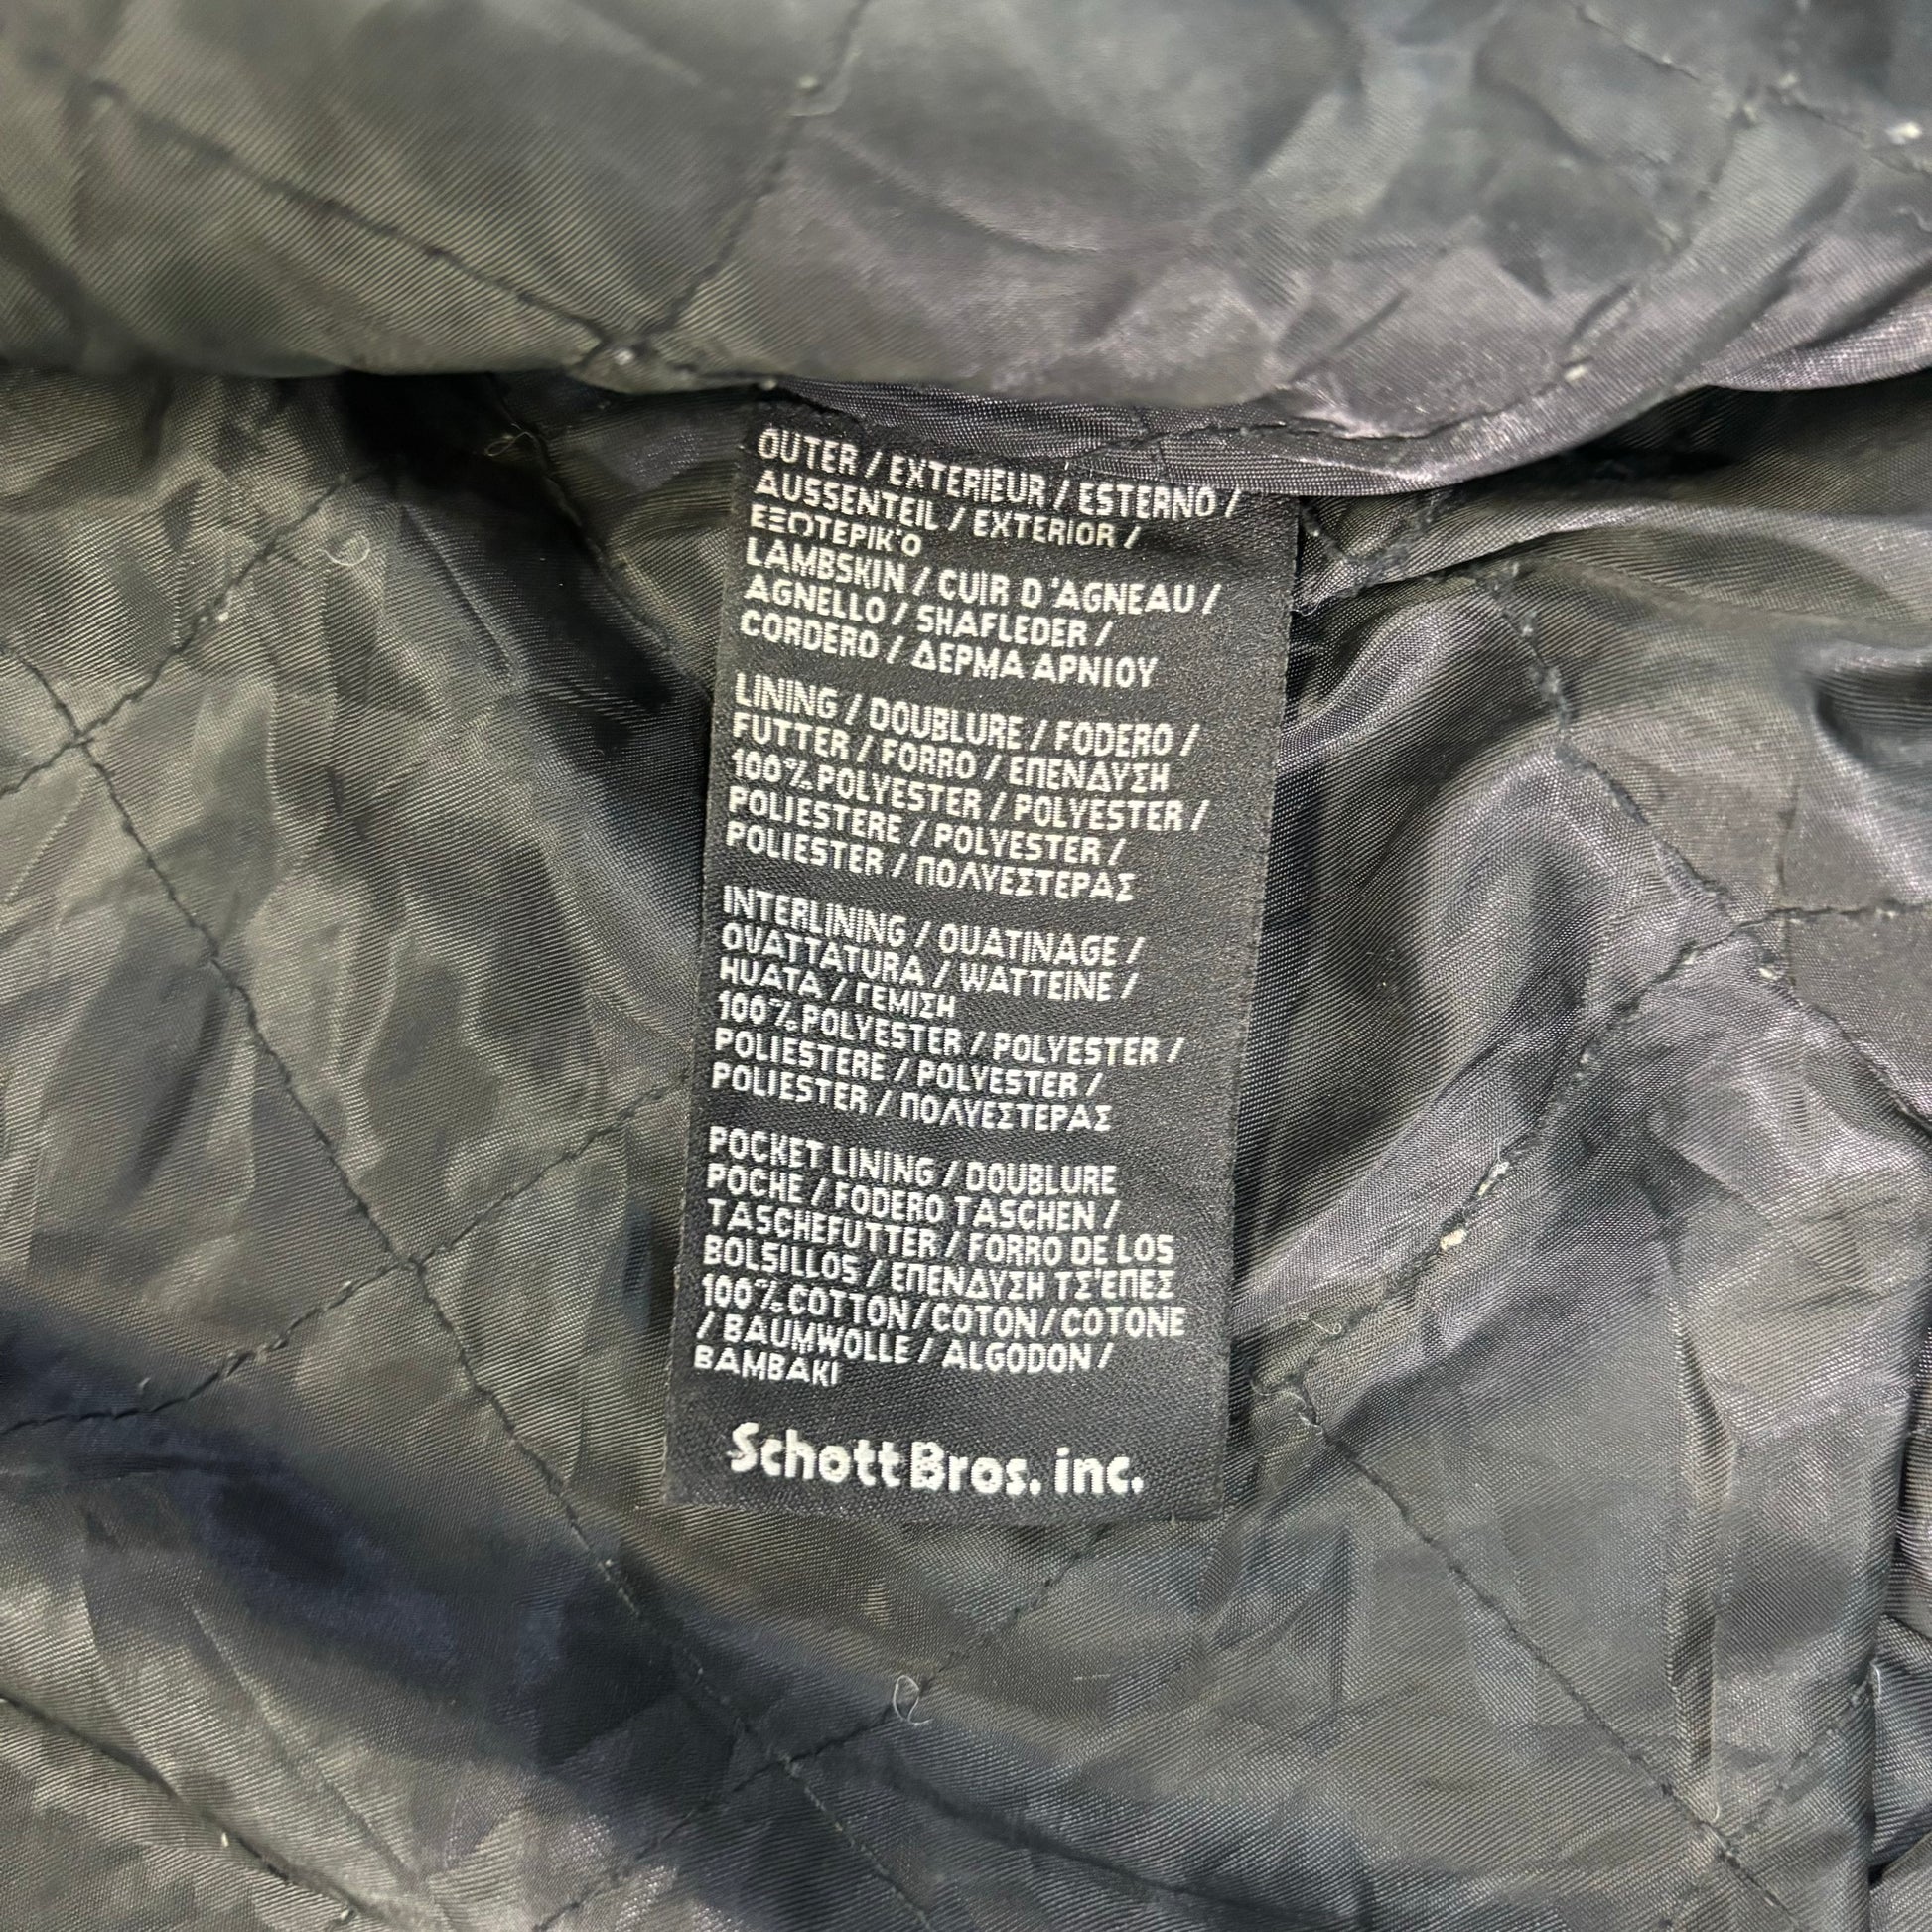 OUTER / EXTERIEUR / ESTERNO /
AUSSENTEIL / EXTERIOR /
ΕΞΩΤΕΡΙΚ'Ο
LAMBSKIN / CUIR D'AGNEAU /
AGNELLO / SHAFLEDER /
CORDERO / ΔΕΡΜΑ ΑΡΝΙΟΥ
LINING / DOUBLURE / FODERO /
FUTTER / FORRO / ΕΠΕΝΔΥΣΗ
100% POLYESTER / POLYESTER /
POLIESTERE / POLYESTER /
POLIESTER / ΠΟΛΥΕΣΤΕΡΑΣ
INTERLINING / OUATINAGE /
OVATTATURA / WATTEINE /
HUATA / ΓΕΜΙΣΗ
100% POLYESTER / POLYESTER /
POLIESTERE / POLYESTER /
POLIESTER / ΠΟΛΥΕΣΤΕΡΑΣ
POCKET LINING / DOUBLURE
POCHE / FODERO TASCHEN /
TASCHEFUTTER / FORRO DE LOS
BOLSILLOS / ΕΠΕΝΔΥΣΗ ΤΣ'ΕΠΕΣ
100% COTTON / COTON / COTONE
/ BAUMWOLLE / ALGODON /
BAMBAKI
Schott Bros. inc.